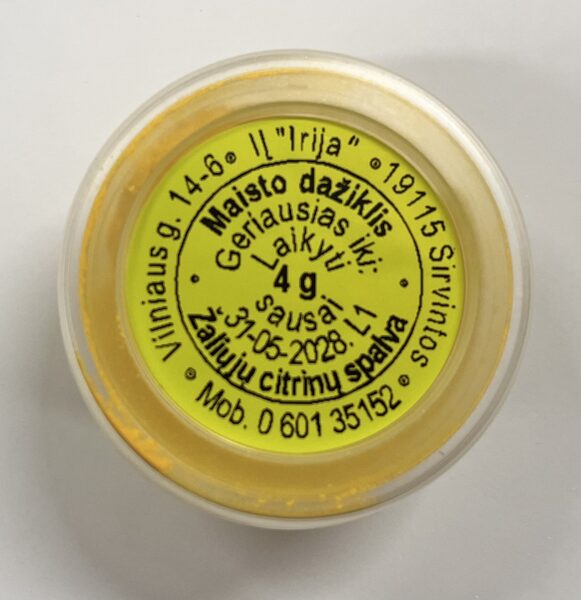 Vilniaus g. 14-6 IĮ "Irija" 19115 Sirvintos
Mob. 0 601 35152
Maisto dažiklis
Geriausias iki:
Laikyti
4 g
sausai
31-05-2028. L1
Žaliųjų citrinų spalva